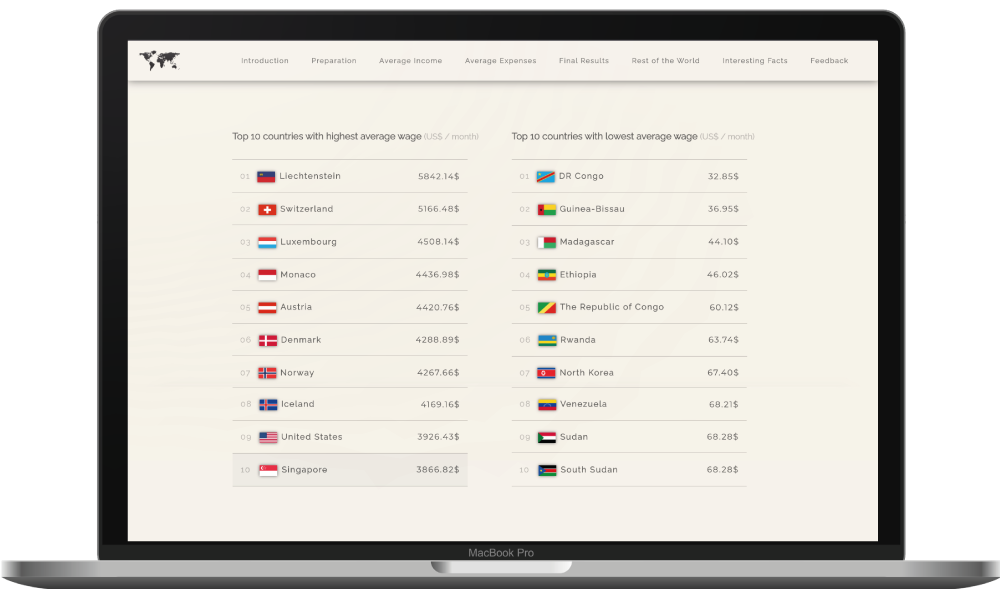 Introduction Preparation Average Income Average Expenses Final Results Rest of the World Interesting Facts Feedback
Top 10 countries with highest average wage (US$ / month)
01 Liechtenstein 5842.14$
02 Switzerland 5166.48$
03 Luxembourg 4508.14$
04 Monaco 4436.98$
05 Austria 4420.76$
06 Denmark 4288.89$
07 Norway 4267.66$
08 Iceland 4169.16$
09 United States 3926.43$
10 Singapore 3866.82$
Top 10 countries with lowest average wage (US$ / month)
01 DR Congo 32.85$
02 Guinea-Bissau 36.95$
03 Madagascar 44.10$
04 Ethiopia 46.02$
05 The Republic of Congo 60.12$
06 Rwanda 63.74$
07 North Korea 67.40$
08 Venezuela 68.21$
09 Sudan 68.28$
10 South Sudan 68.28$
MacBook Pro